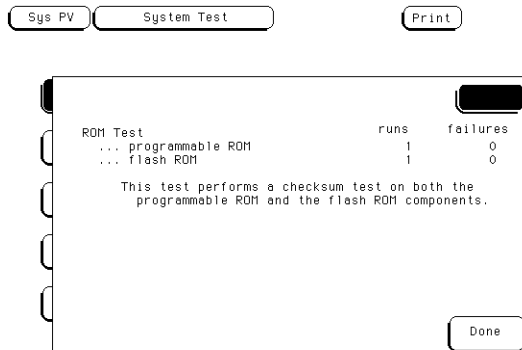 Sys PV System Test Print
ROM Test runs failures
... programmable ROM 1 0
... flash ROM 1 0
This test performs a checksum test on both the
programmable ROM and the flash ROM components.
Done